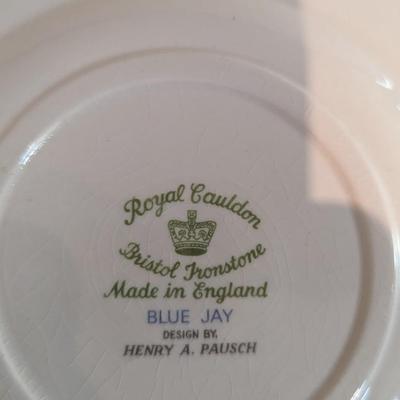 Royal Cauldon
Bristol Ironstone
Made in England
BLUE JAY
DESIGN BY,
HENRY A. PAUSCH